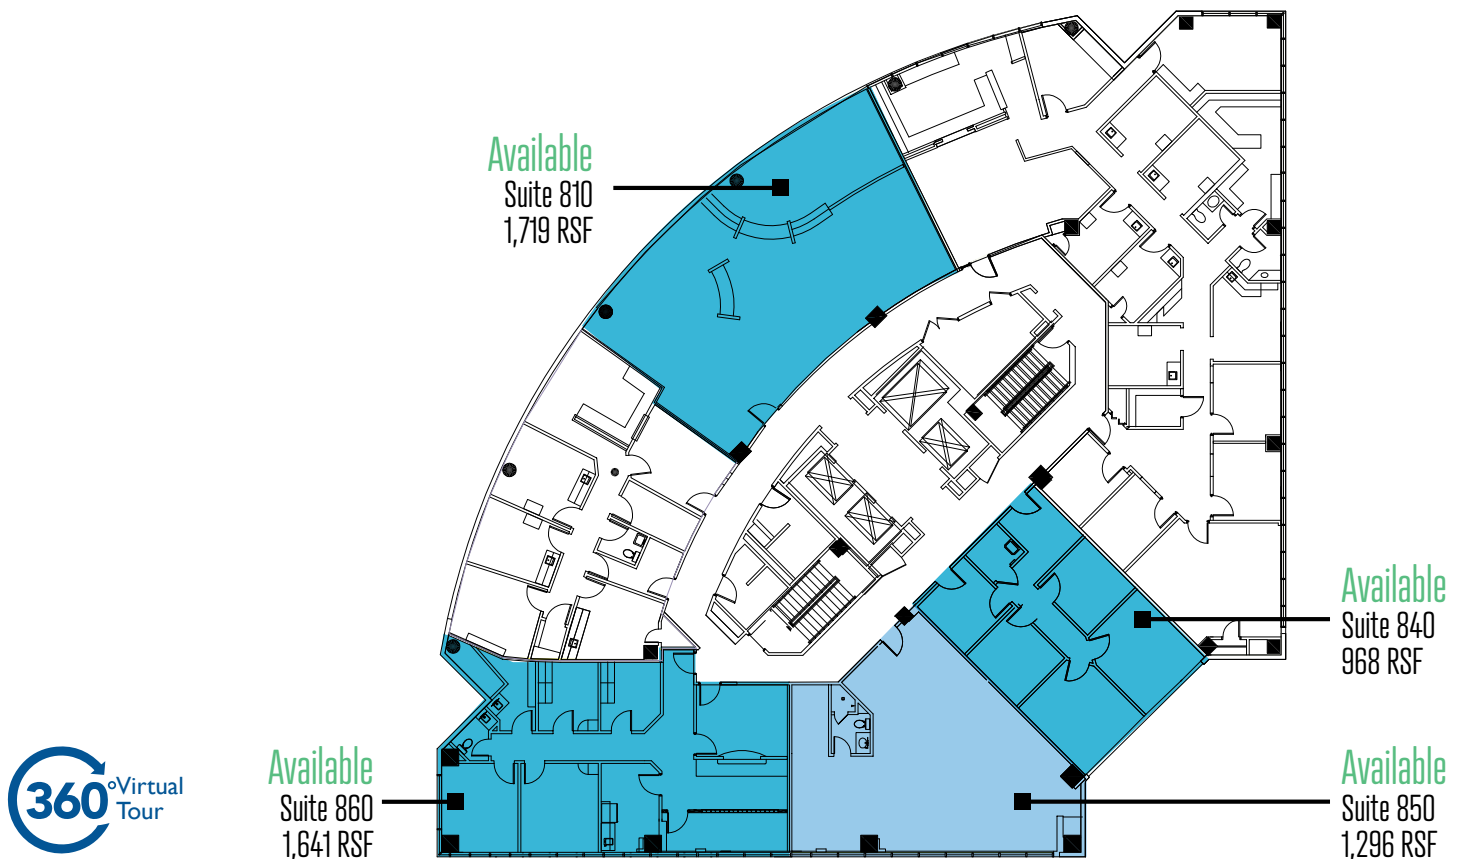 Available
Suite 810
1,719 RSF
Available
Suite 840
968 RSF
Available
Suite 860
1,641 RSF
Available
Suite 850
1,296 RSF
360° Virtual
Tour